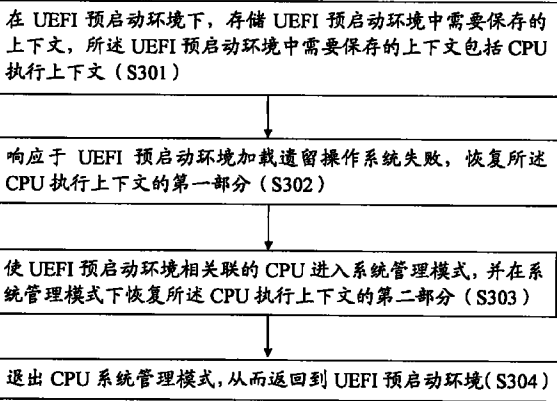 在 UEFI 预启动环境下，存储 UEFI 预启动环境中需要保存的
上下文，所述 UEFI 预启动环境中需要保存的上下文包括 CPU
执行上下文（S301）
响应于 UEFI 预启动环境加载遗留操作系统失败，恢复所述
CPU 执行上下文的第一部分（S302）
使 UEFI 预启动环境相关联的 CPU 进入系统管理模式，并在系
统管理模式下恢复所述 CPU 执行上下文的第二部分（S303）
退出 CPU 系统管理模式，从而返回到 UEFI 预启动环境（S304）